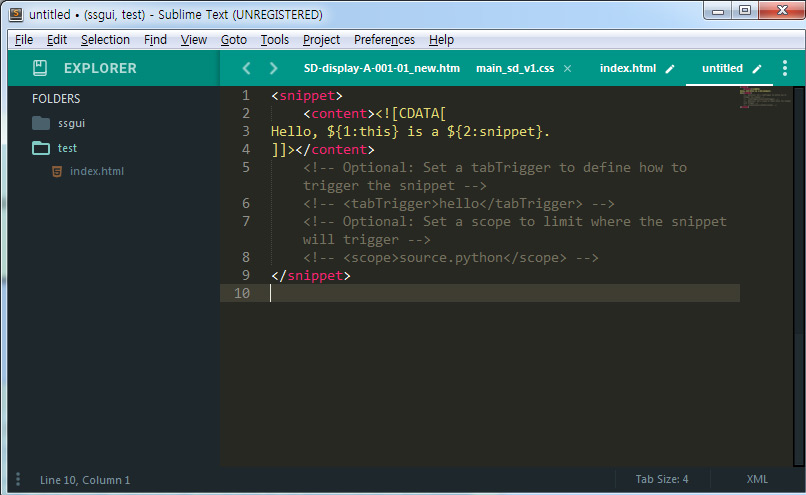 untitled • (ssgui, test) - Sublime Text (UNREGISTERED)
File Edit Selection Find View Goto Tools Project Preferences Help
EXPLORER
SD-display-A-001-01_new.htm main_sd_v1.css × index.html untitled
FOLDERS
ssgui
test
index.html
1 <snippet>
2 <content><![CDATA[
3 Hello, ${1:this} is a ${2:snippet}.
4 ]]></content>
5 <!-- Optional: Set a tabTrigger to define how to
trigger the snippet -->
6 <!-- <tabTrigger>hello</tabTrigger> -->
7 <!-- Optional: Set a scope to limit where the snippet
will trigger -->
8 <!-- <scope>source.python</scope> -->
9 </snippet>
10
Line 10, Column 1 Tab Size: 4 XML